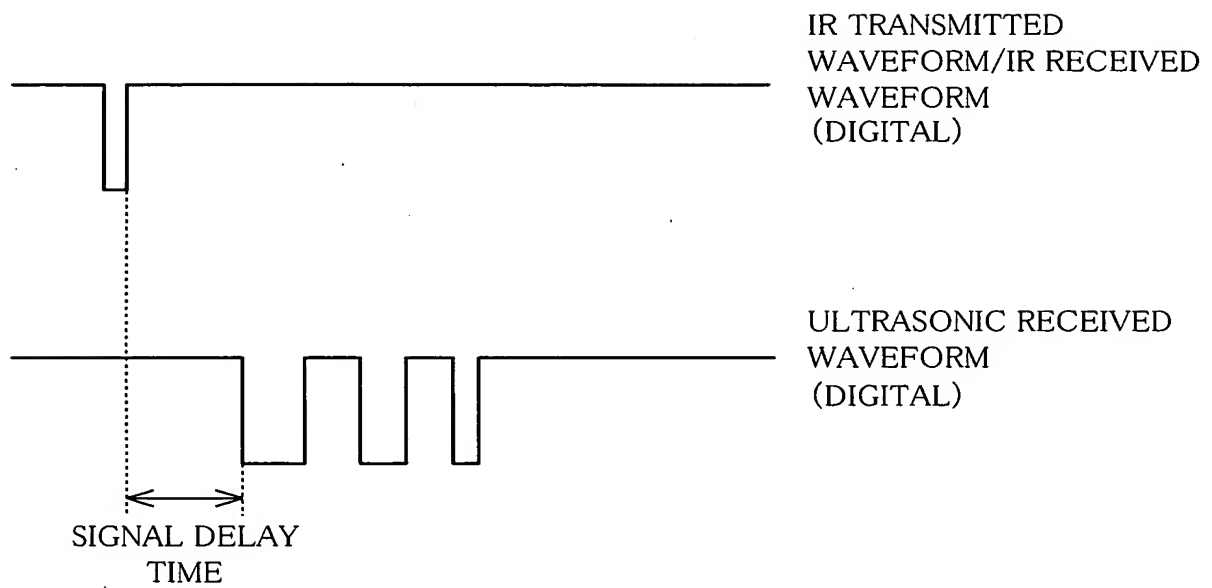 IR TRANSMITTED
WAVEFORM/IR RECEIVED
WAVEFORM
(DIGITAL)
ULTRASONIC RECEIVED
WAVEFORM
(DIGITAL)
SIGNAL DELAY
TIME